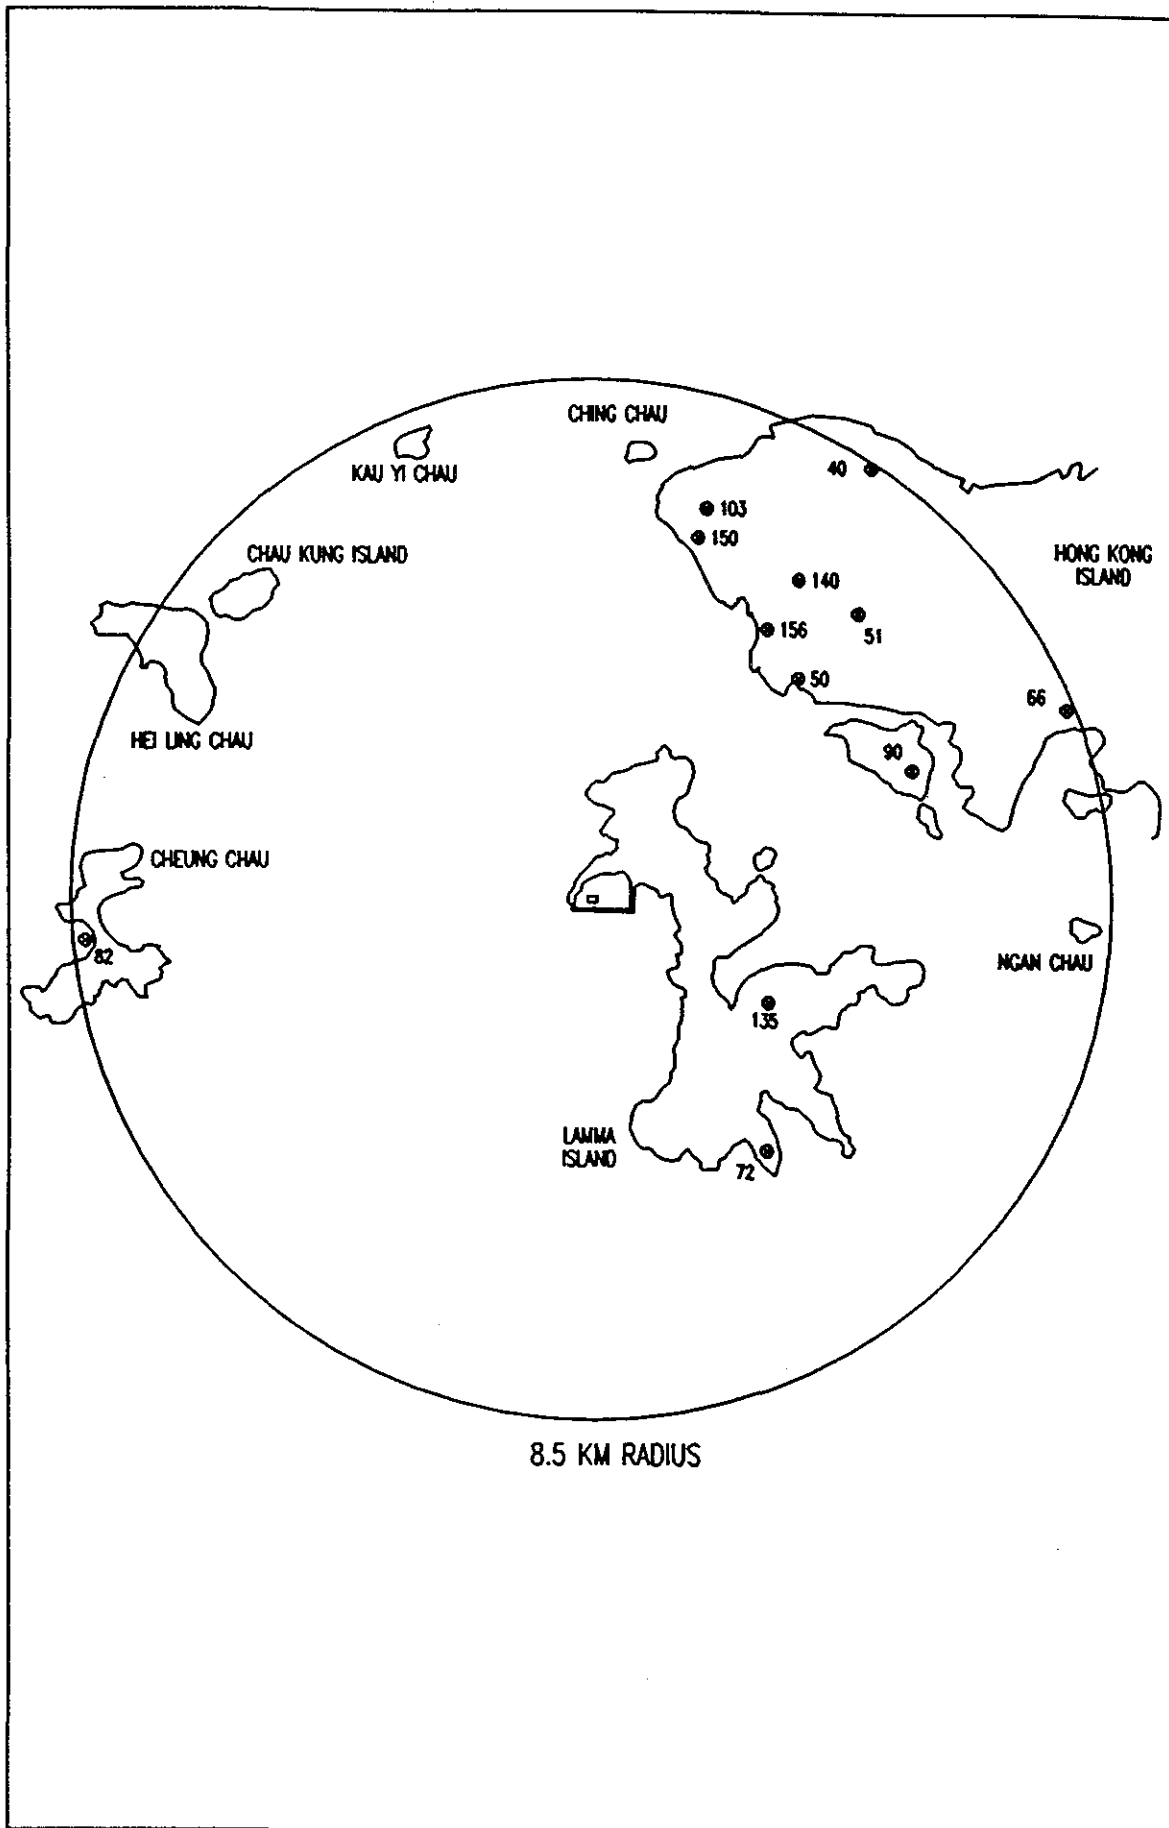 CHING CHAU
KAU YI CHAU
40
103
150
CHAU KUNG ISLAND
HONG KONG
ISLAND
140
156
51
50
66
HEI LING CHAU
90
CHEUNG CHAU
82
NGAN CHAU
135
LAMMA
ISLAND
72
8.5 KM RADIUS